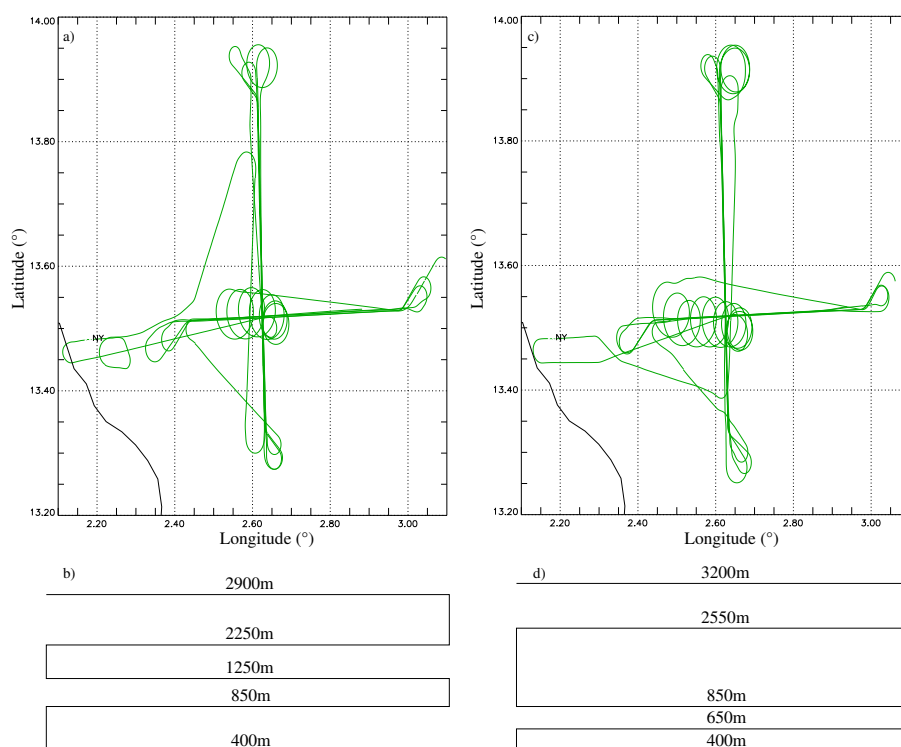 a)
14.00
13.80
13.60
13.40
13.20
Latitude (°)
NY
2.20 2.40 2.60 2.80 3.00
Longitude (°)
c)
14.00
13.80
13.60
13.40
13.20
Latitude (°)
NY
2.20 2.40 2.60 2.80 3.00
Longitude (°)
b)
2900m
2250m
1250m
850m
400m
d)
3200m
2550m
850m
650m
400m